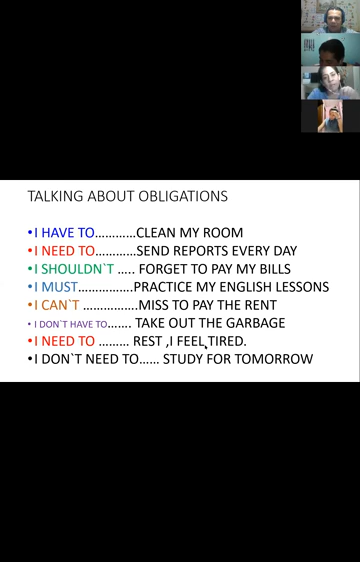 TALKING ABOUT OBLIGATIONS
•I HAVE TO............CLEAN MY ROOM
•I NEED TO............SEND REPORTS EVERY DAY
•I SHOULDN`T ..... FORGET TO PAY MY BILLS
•I MUST................PRACTICE MY ENGLISH LESSONS
•I CAN`T ................MISS TO PAY THE RENT
•I DON`T HAVE TO....... TAKE OUT THE GARBAGE
•I NEED TO ......... REST ,I FEEL TIRED.
•I DON`T NEED TO...... STUDY FOR TOMORROW